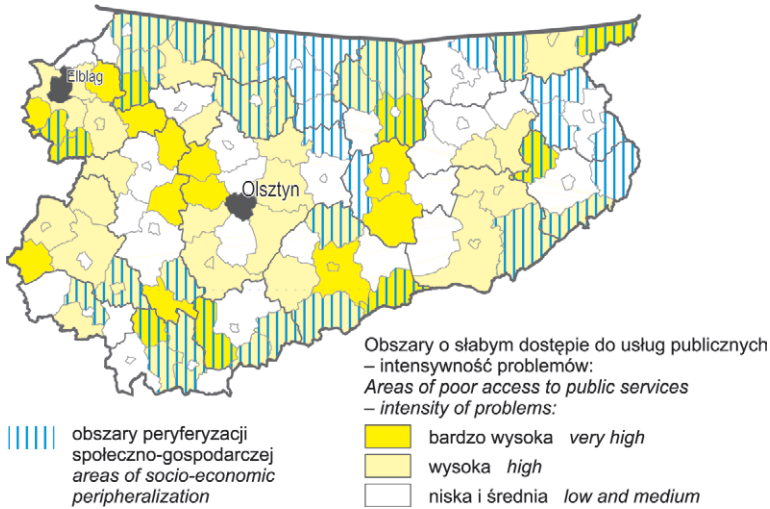 Elbląg
Olsztyn
Obszary o słabym dostępie do usług publicznych
– intensywność problemów:
Areas of poor access to public services
– intensity of problems:
bardzo wysoka very high
wysoka high
niska i średnia low and medium
obszary peryferyzacji
społeczno-gospodarczej
areas of socio-economic
peripheralization